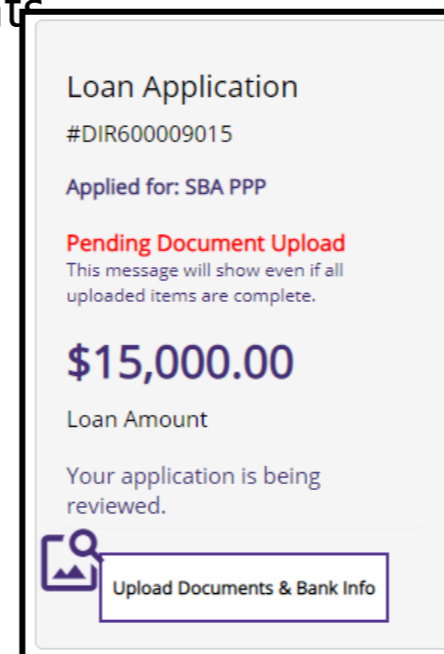 Loan Application
#DIR600009015
Applied for: SBA PPP
Pending Document Upload
This message will show even if all
uploaded items are complete.
$15,000.00
Loan Amount
Your application is being
reviewed.
Upload Documents & Bank Info